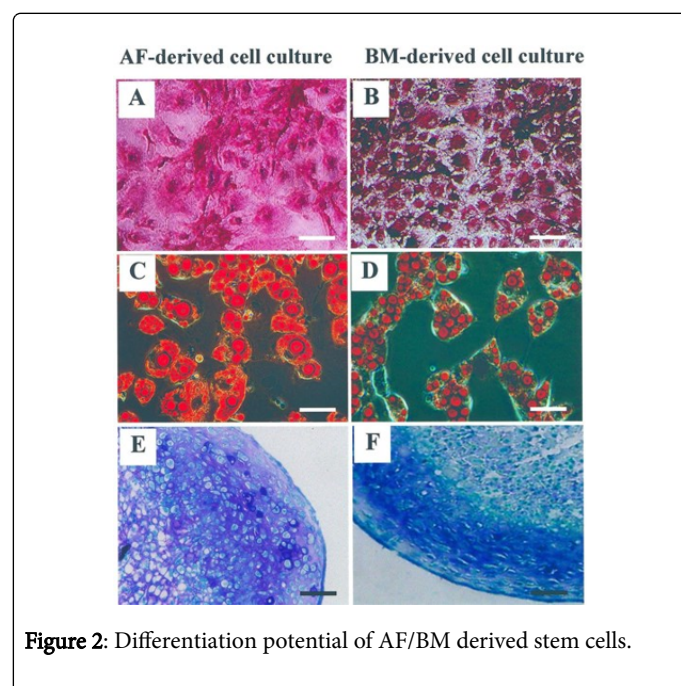 AF-derived cell culture BM-derived cell culture
A B
C D
E F
Figure 2: Differentiation potential of AF/BM derived stem cells.